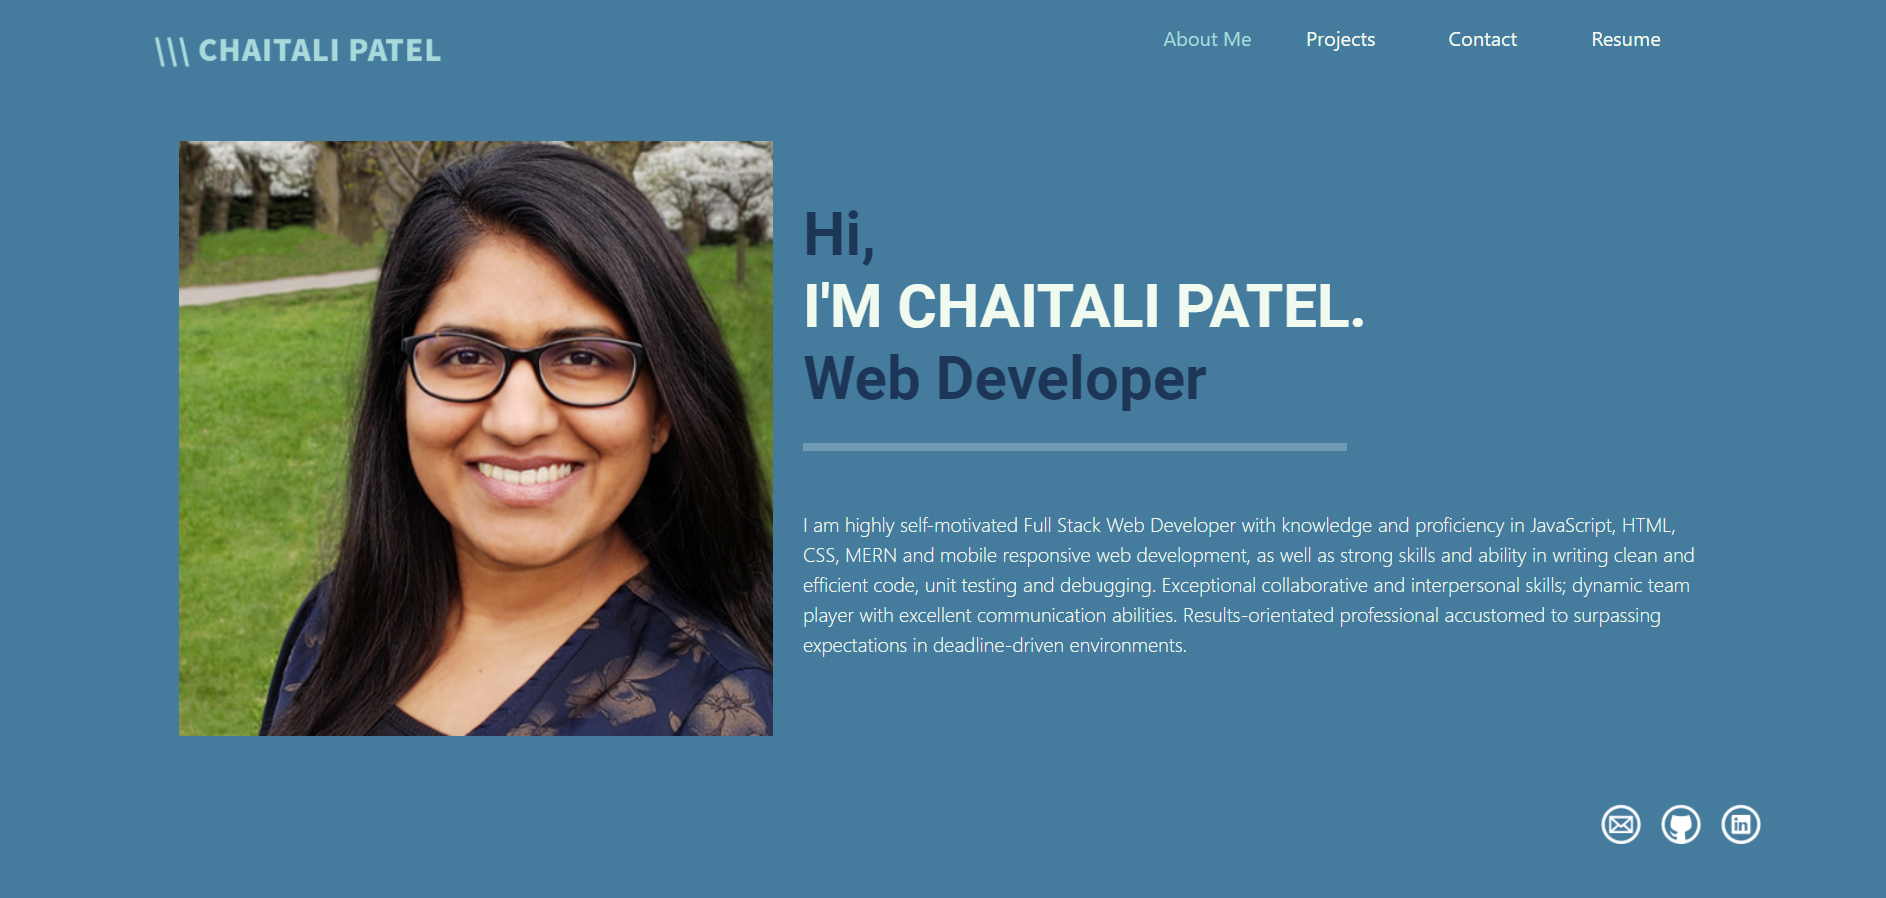 \\\ CHAITALI PATEL
About Me
Projects
Contact
Resume
Hi,
I'M CHAITALI PATEL.
Web Developer
I am highly self-motivated Full Stack Web Developer with knowledge and proficiency in JavaScript, HTML,
CSS, MERN and mobile responsive web development, as well as strong skills and ability in writing clean and
efficient code, unit testing and debugging. Exceptional collaborative and interpersonal skills; dynamic team
player with excellent communication abilities. Results-orientated professional accustomed to surpassing
expectations in deadline-driven environments.
in